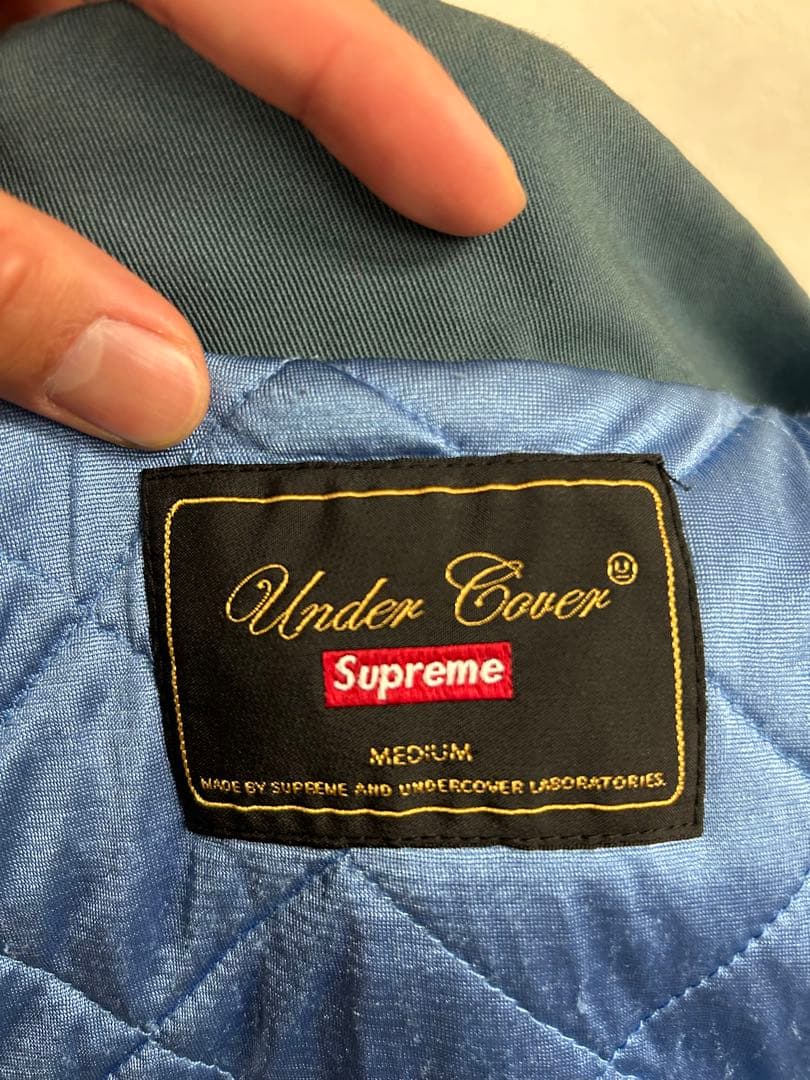 Under Cover
Supreme
MEDIUM
MADE BY SUPREME AND UNDERCOVER LABORATORIES.